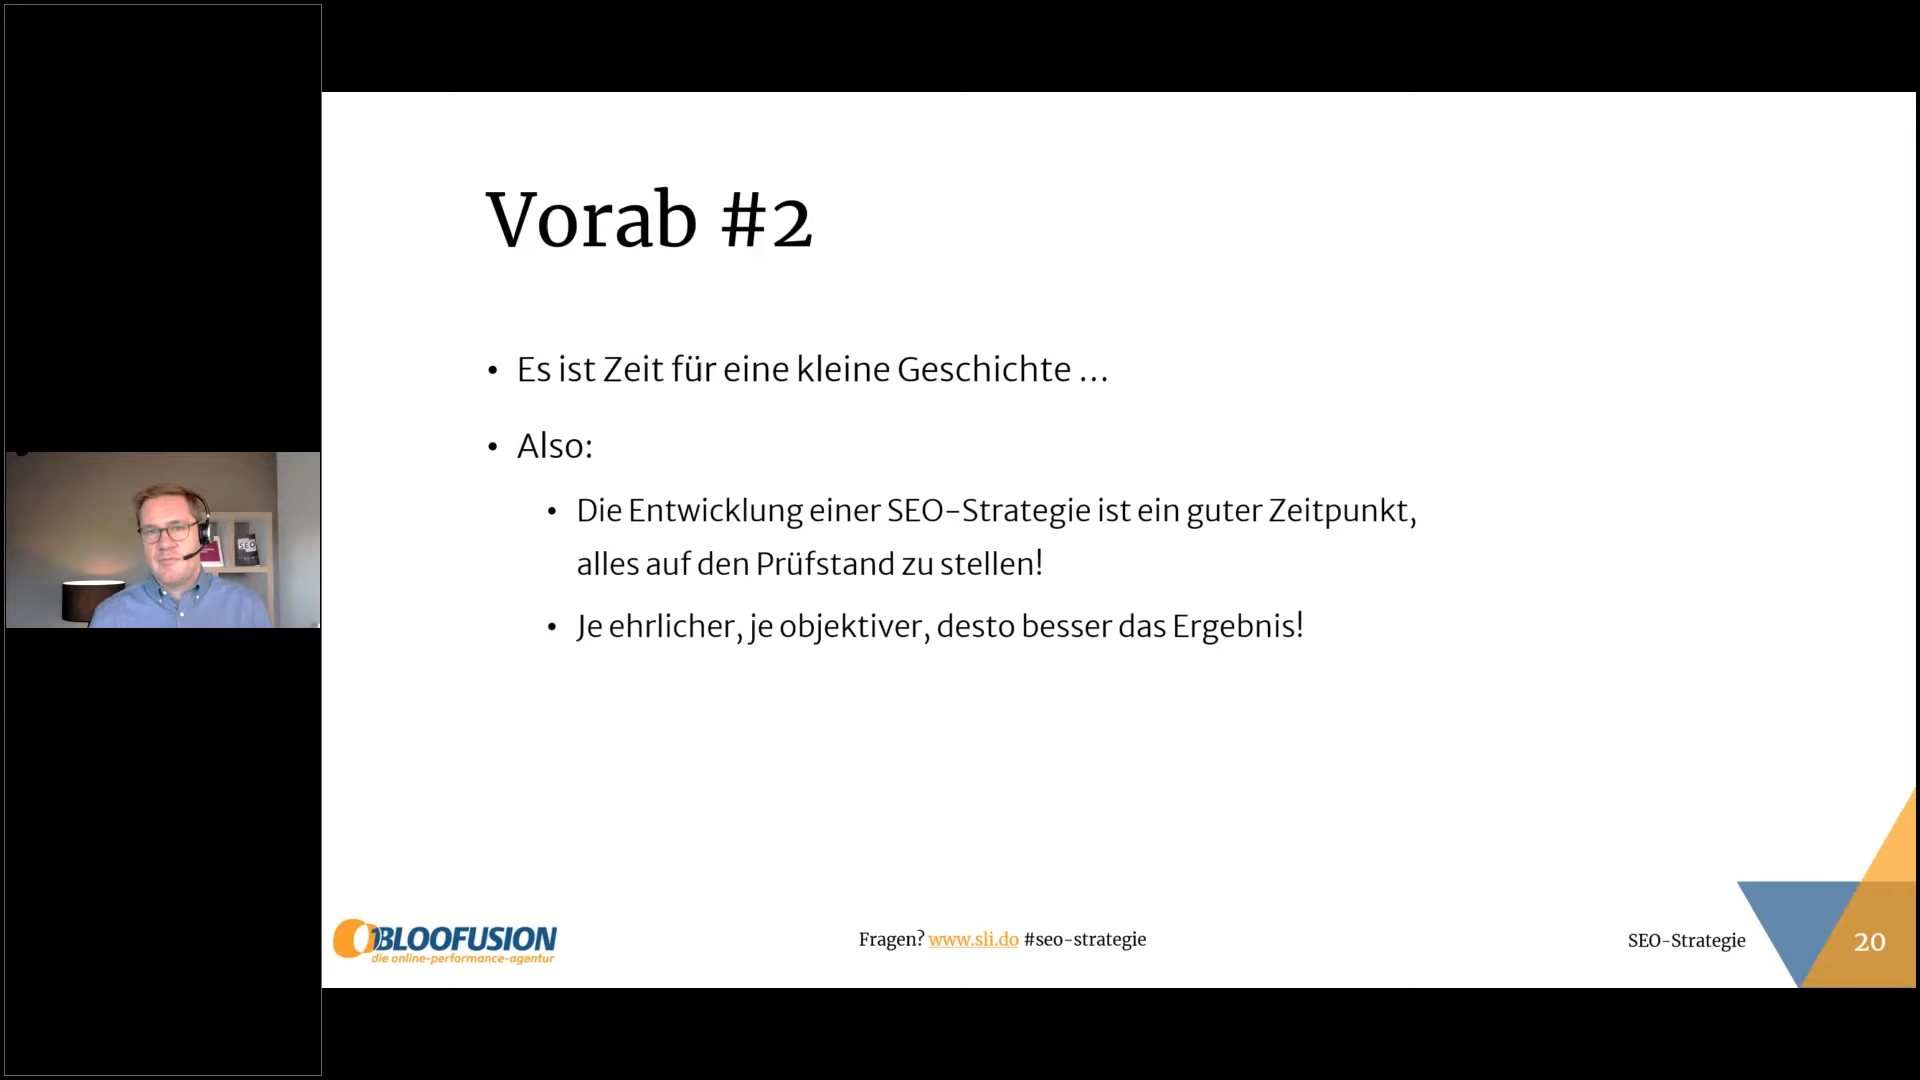 Vorab #2
• Es ist Zeit für eine kleine Geschichte …
• Also:
• Die Entwicklung einer SEO-Strategie ist ein guter Zeitpunkt,
alles auf den Prüfstand zu stellen!
• Je ehrlicher, je objektiver, desto besser das Ergebnis!
SEO
BLOOFUSION
die online-performance-agentur
Fragen? www.sli.do #seo-strategie
SEO-Strategie
20